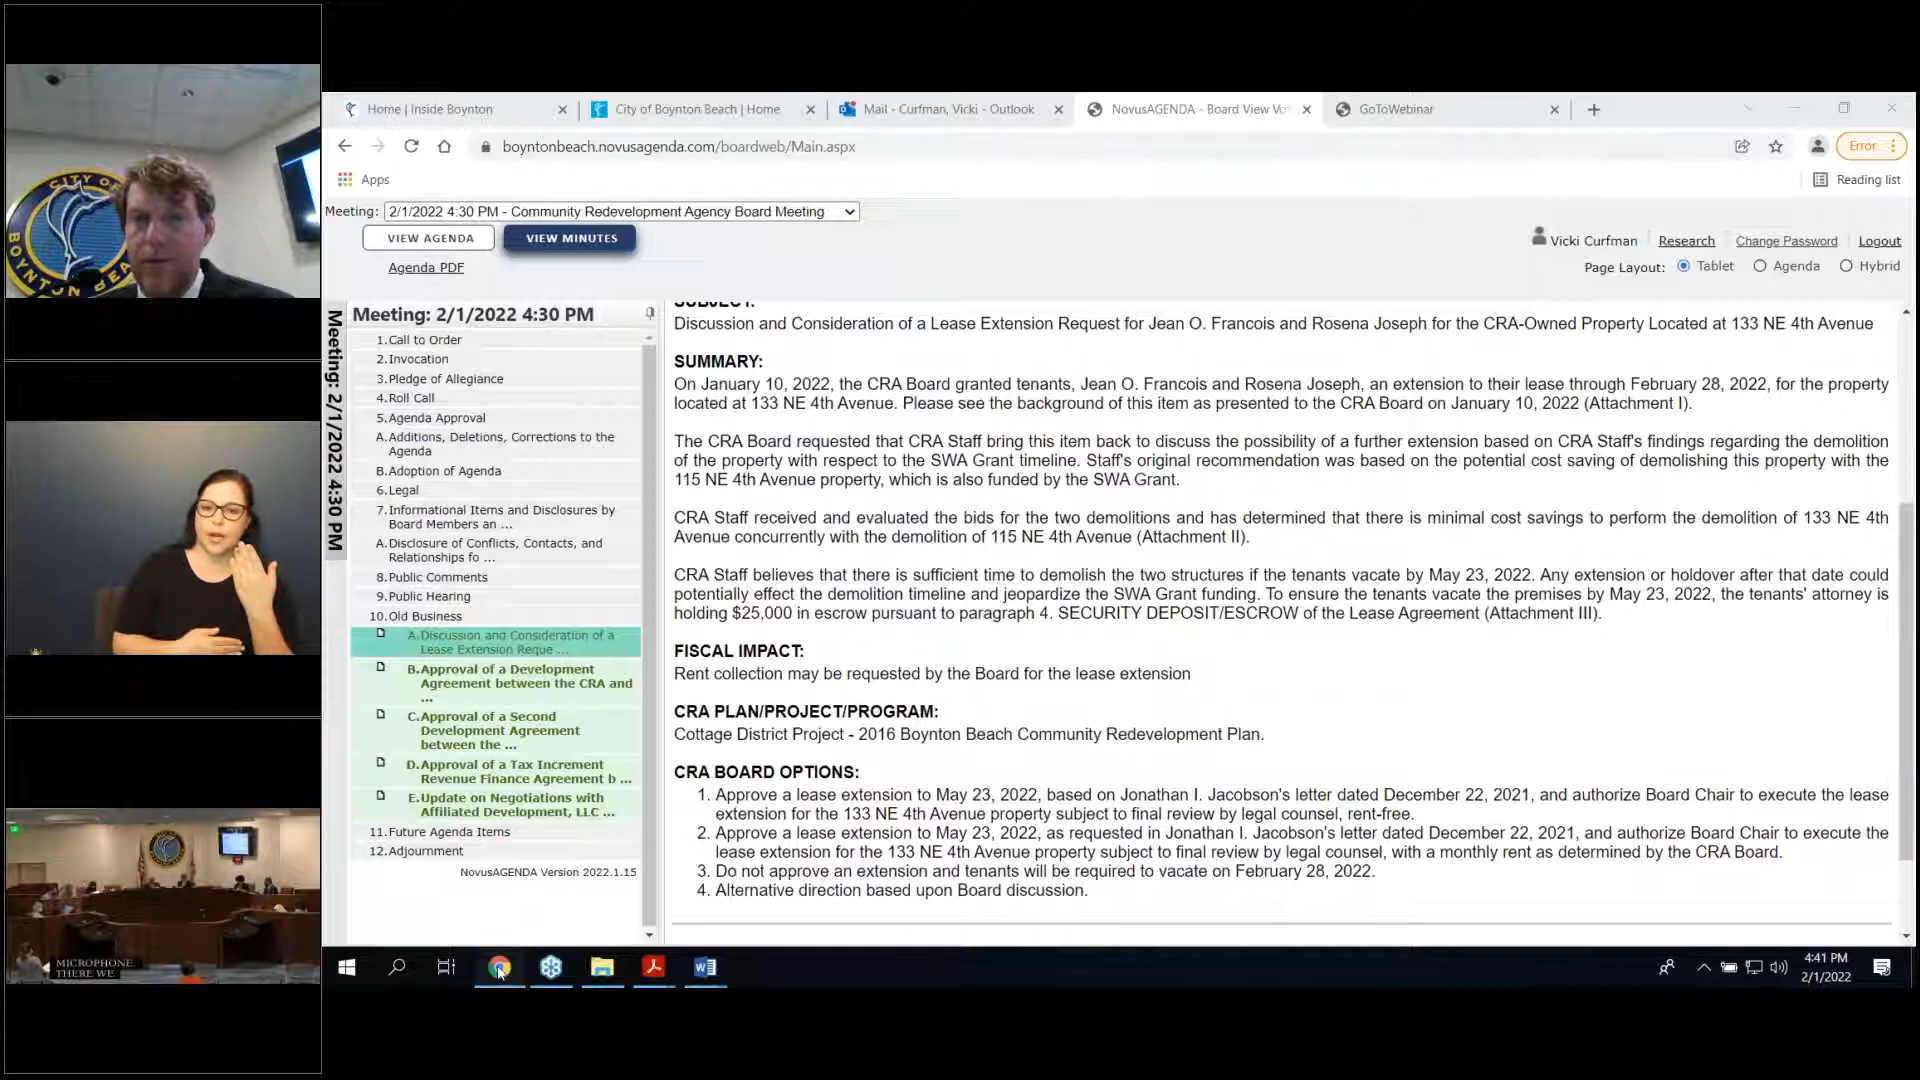 CITY OF
BOYNTON BEA
MICROPHONE.
THERE WE
Home | Inside Boynton
City of Boynton Beach | Home
Mail - Curfman, Vicki - Outlook
NovusAGENDA - Board View Vo
GoToWebinar
boyntonbeach.novusagenda.com/boardweb/Main.aspx
Error
Apps
Reading list
Meeting: 2/1/2022 4:30 PM - Community Redevelopment Agency Board Meeting
VIEW AGENDA
VIEW MINUTES
Agenda PDF
Vicki Curfman
Research
Change Password
Logout
Page Layout: Tablet Agenda Hybrid
Meeting: 2/1/2022 4:30 PM
Meeting: 2/1/2022 4:30 PM
1.Call to Order
2.Invocation
3.Pledge of Allegiance
4.Roll Call
5.Agenda Approval
A.Additions, Deletions, Corrections to the
Agenda
B.Adoption of Agenda
6.Legal
7.Informational Items and Disclosures by
Board Members an ...
A.Disclosure of Conflicts, Contacts, and
Relationships fo ...
8.Public Comments
9.Public Hearing
10.Old Business
A.Discussion and Consideration of a
Lease Extension Reque ...
B.Approval of a Development
Agreement between the CRA and
...
C.Approval of a Second
Development Agreement
between the ...
D.Approval of a Tax Increment
Revenue Finance Agreement b ...
E.Update on Negotiations with
Affiliated Development, LLC ...
11.Future Agenda Items
12.Adjournment
NovusAGENDA Version 2022.1.15
SUBJECT:
Discussion and Consideration of a Lease Extension Request for Jean O. Francois and Rosena Joseph for the CRA-Owned Property Located at 133 NE 4th Avenue
SUMMARY:
On January 10, 2022, the CRA Board granted tenants, Jean O. Francois and Rosena Joseph, an extension to their lease through February 28, 2022, for the property
located at 133 NE 4th Avenue. Please see the background of this item as presented to the CRA Board on January 10, 2022 (Attachment I).
The CRA Board requested that CRA Staff bring this item back to discuss the possibility of a further extension based on CRA Staff's findings regarding the demolition
of the property with respect to the SWA Grant timeline. Staff's original recommendation was based on the potential cost saving of demolishing this property with the
115 NE 4th Avenue property, which is also funded by the SWA Grant.
CRA Staff received and evaluated the bids for the two demolitions and has determined that there is minimal cost savings to perform the demolition of 133 NE 4th
Avenue concurrently with the demolition of 115 NE 4th Avenue (Attachment II).
CRA Staff believes that there is sufficient time to demolish the two structures if the tenants vacate by May 23, 2022. Any extension or holdover after that date could
potentially effect the demolition timeline and jeopardize the SWA Grant funding. To ensure the tenants vacate the premises by May 23, 2022, the tenants' attorney is
holding $25,000 in escrow pursuant to paragraph 4. SECURITY DEPOSIT/ESCROW of the Lease Agreement (Attachment III).
FISCAL IMPACT:
Rent collection may be requested by the Board for the lease extension
CRA PLAN/PROJECT/PROGRAM:
Cottage District Project - 2016 Boynton Beach Community Redevelopment Plan.
CRA BOARD OPTIONS:
1. Approve a lease extension to May 23, 2022, based on Jonathan I. Jacobson's letter dated December 22, 2021, and authorize Board Chair to execute the lease
extension for the 133 NE 4th Avenue property subject to final review by legal counsel, rent-free.
2. Approve a lease extension to May 23, 2022, as requested in Jonathan I. Jacobson's letter dated December 22, 2021, and authorize Board Chair to execute the
lease extension for the 133 NE 4th Avenue property subject to final review by legal counsel, with a monthly rent as determined by the CRA Board.
3. Do not approve an extension and tenants will be required to vacate on February 28, 2022.
4. Alternative direction based upon Board discussion.
4:41 PM
2/1/2022